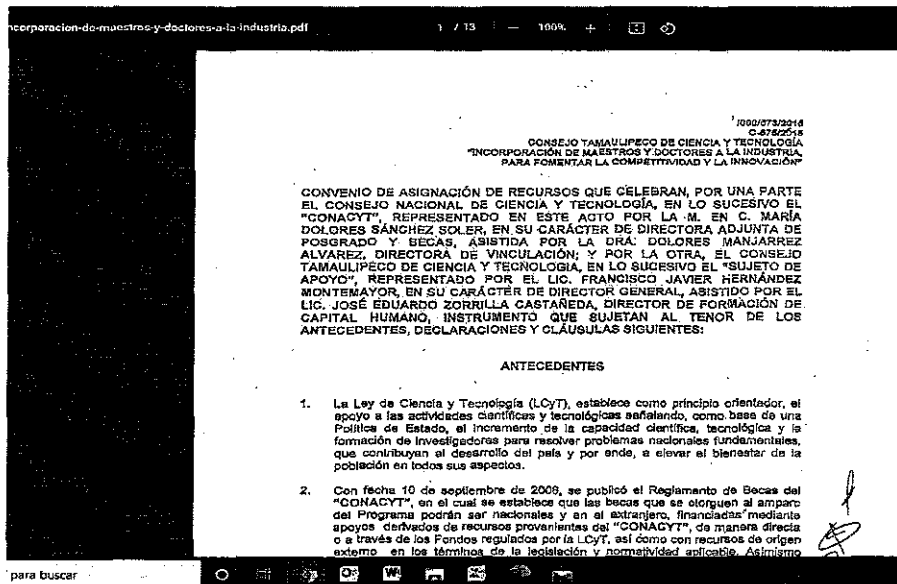 ncorporacion-de-maestros-y-doctores-a-la-industria.pdf
1 / 13 — 100% +
CONSEJO TAMAULIPECO DE CIENCIA Y TECNOLOGÍA
"INCORPORACIÓN DE MAESTROS Y DOCTORES A LA INDUSTRIA,
PARA FOMENTAR LA COMPETITIVIDAD Y LA INNOVACIÓN"
CONVENIO DE ASIGNACIÓN DE RECURSOS QUE CELEBRAN, POR UNA PARTE
EL CONSEJO NACIONAL DE CIENCIA Y TECNOLOGÍA, EN LO SUCESIVO EL
"CONACYT", REPRESENTADO EN ESTE ACTO POR LA M. EN C. MARÍA
DOLORES SÁNCHEZ SOLER, EN SU CARÁCTER DE DIRECTORA ADJUNTA DE
POSGRADO Y BECAS, ASISTIDA POR LA DRA. DOLORES MANJARREZ
ALVAREZ, DIRECTORA DE VINCULACIÓN; Y POR LA OTRA, EL CONSEJO
TAMAULIPECO DE CIENCIA Y TECNOLOGIA, EN LO SUCESIVO EL "SUJETO DE
APOYO", REPRESENTADO POR EL LIC. FRANCISCO JAVIER HERNÁNDEZ
MONTEMAYOR, EN SU CARÁCTER DE DIRECTOR GENERAL, ASISTIDO POR EL
LIC. JOSÉ EDUARDO ZORRILLA CASTAÑEDA, DIRECTOR DE FORMACIÓN DE
CAPITAL HUMANO, INSTRUMENTO QUE SUJETAN AL TENOR DE LOS
ANTECEDENTES, DECLARACIONES Y CLÁUSULAS SIGUIENTES:
ANTECEDENTES
1. La Ley de Ciencia y Tecnología (LCyT), establece como principio orientador, el
apoyo a las actividades científicas y tecnológicas señalando, como base de una
Política de Estado, el incremento de la capacidad científica, tecnológica y la
formación de investigadores para resolver problemas nacionales fundamentales,
que contribuyan al desarrollo del país y por ende, a elevar el bienestar de la
población en todos sus aspectos.
2. Con fecha 10 de septiembre de 2008, se publicó el Reglamento de Becas del
"CONACYT", en el cual se establece que las becas que se otorguen al amparo
del Programa podrán ser nacionales y en el extranjero, financiadas mediante
apoyos derivados de recursos provenientes del "CONACYT", de manera directa
o a través de los Fondos regulados por la LCyT, así como con recursos de origen
externo en los términos de la legislación y normatividad aplicable. Asimismo
para buscar